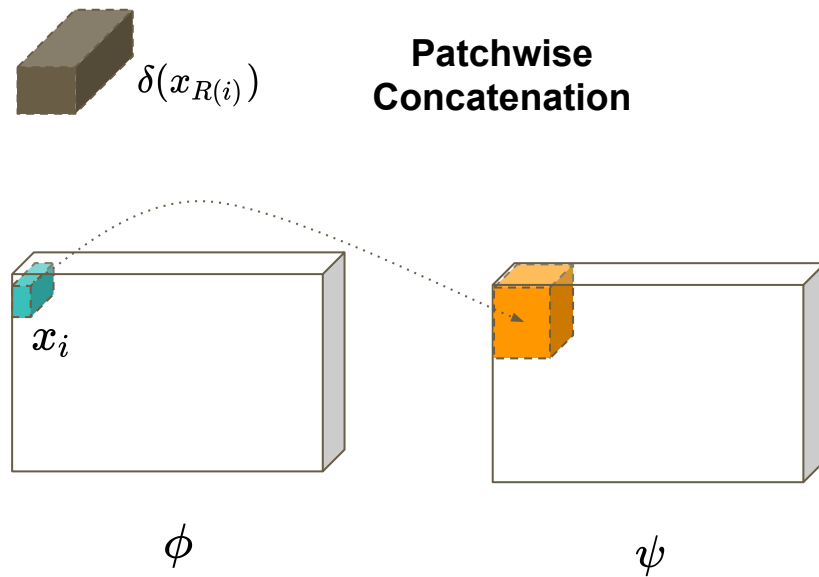 Patchwise
Concatenation
δ(x_{R(i)})
x_i
ϕ
ψ